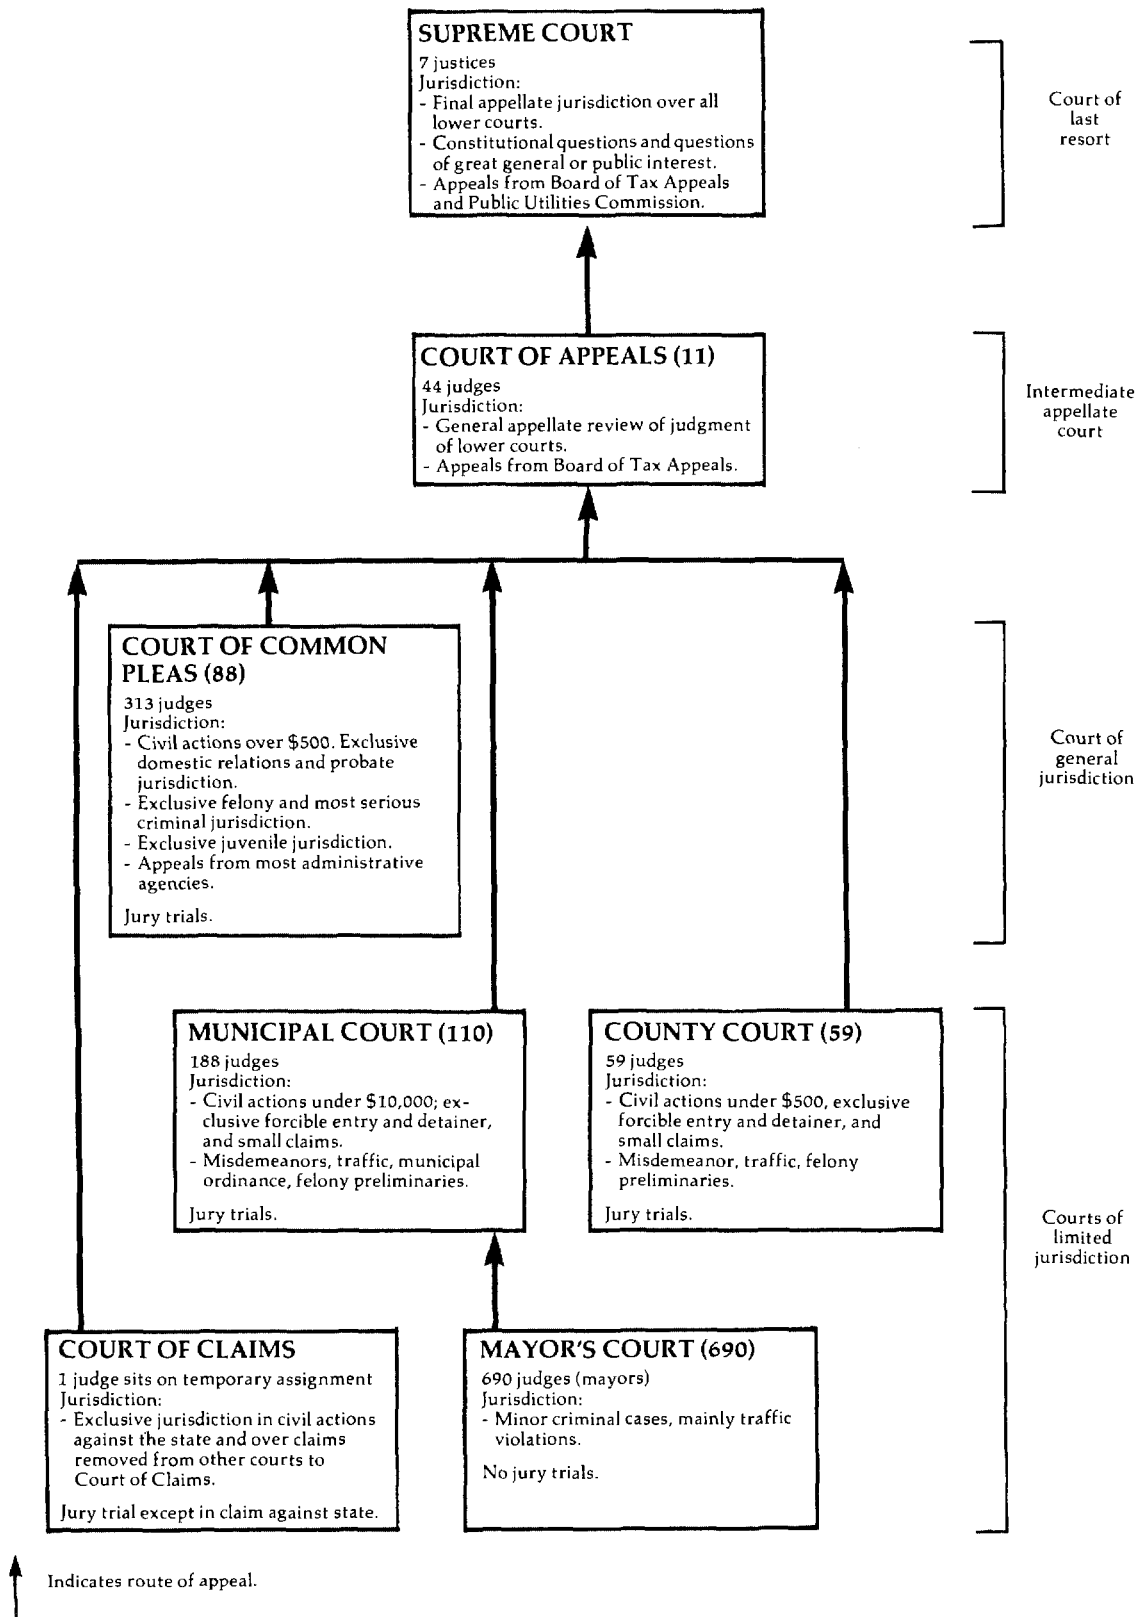 SUPREME COURT
7 justices
Jurisdiction:
- Final appellate jurisdiction over all
lower courts.
- Constitutional questions and questions
of great general or public interest.
- Appeals from Board of Tax Appeals
and Public Utilities Commission.
Court of
last
resort
COURT OF APPEALS (11)
44 judges
Jurisdiction:
- General appellate review of judgment
of lower courts.
- Appeals from Board of Tax Appeals.
Intermediate
appellate
court
COURT OF COMMON
PLEAS (88)
313 judges
Jurisdiction:
- Civil actions over $500. Exclusive
domestic relations and probate
jurisdiction.
- Exclusive felony and most serious
criminal jurisdiction.
- Exclusive juvenile jurisdiction.
- Appeals from most administrative
agencies.
Jury trials.
Court of
general
jurisdiction
MUNICIPAL COURT (110)
188 judges
Jurisdiction:
- Civil actions under $10,000; ex-
clusive forcible entry and detainer,
and small claims.
- Misdemeanors, traffic, municipal
ordinance, felony preliminaries.
Jury trials.
COUNTY COURT (59)
59 judges
Jurisdiction:
- Civil actions under $500, exclusive
forcible entry and detainer, and
small claims.
- Misdemeanor, traffic, felony
preliminaries.
Jury trials.
Courts of
limited
jurisdiction
COURT OF CLAIMS
1 judge sits on temporary assignment
Jurisdiction:
- Exclusive jurisdiction in civil actions
against the state and over claims
removed from other courts to
Court of Claims.
Jury trial except in claim against state.
MAYOR'S COURT (690)
690 judges (mayors)
Jurisdiction:
- Minor criminal cases, mainly traffic
violations.
No jury trials.
Indicates route of appeal.